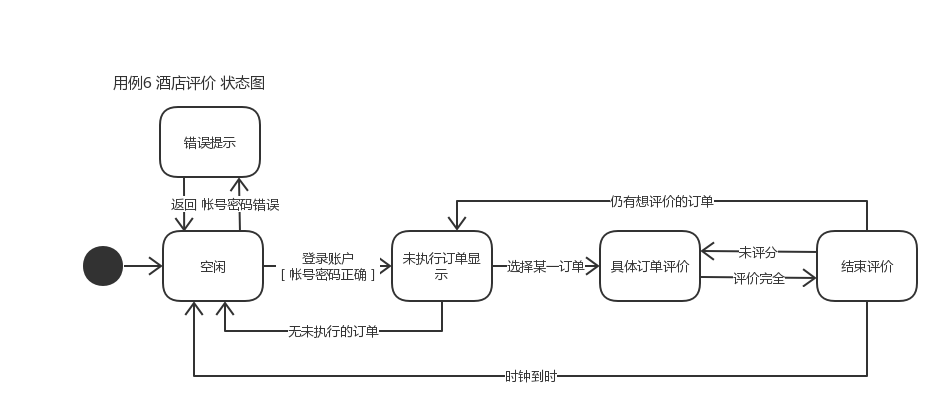 用例6 酒店评价 状态图
错误提示
返回
帐号密码错误
仍有想评价的订单
空闲
登录账户
[ 帐号密码正确 ]
未执行订单显
示
选择某一订单
具体订单评价
未评分
评价完全
结束评价
无未执行的订单
时钟到时